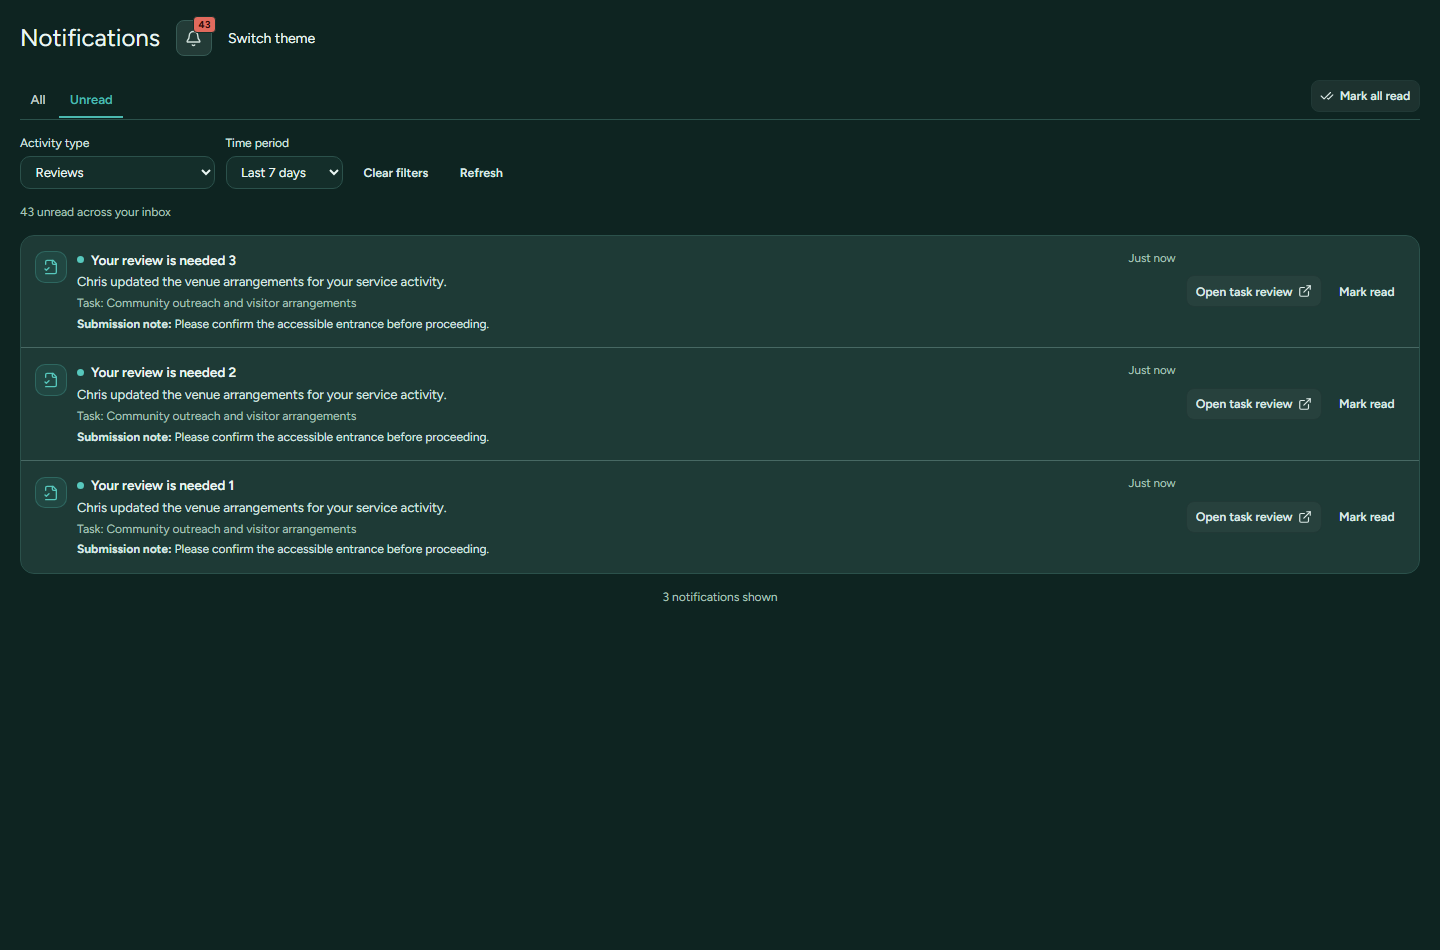 Notifications
43
Switch theme
All
Unread
Mark all read
Activity type
Time period
Reviews
Last 7 days
Clear filters
Refresh
43 unread across your inbox
Your review is needed 3
Just now
Chris updated the venue arrangements for your service activity.
Open task review
Mark read
Task: Community outreach and visitor arrangements
Submission note: Please confirm the accessible entrance before proceeding.
Your review is needed 2
Just now
Chris updated the venue arrangements for your service activity.
Open task review
Mark read
Task: Community outreach and visitor arrangements
Submission note: Please confirm the accessible entrance before proceeding.
Your review is needed 1
Just now
Chris updated the venue arrangements for your service activity.
Open task review
Mark read
Task: Community outreach and visitor arrangements
Submission note: Please confirm the accessible entrance before proceeding.
3 notifications shown